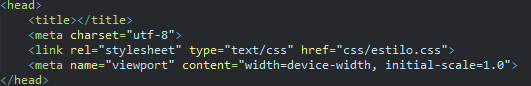 <head>
    <title></title>
    <meta charset="utf-8">
    <link rel="stylesheet" type="text/css" href="css/estilo.css">
    <meta name="viewport" content="width=device-width, initial-scale=1.0">
</head>